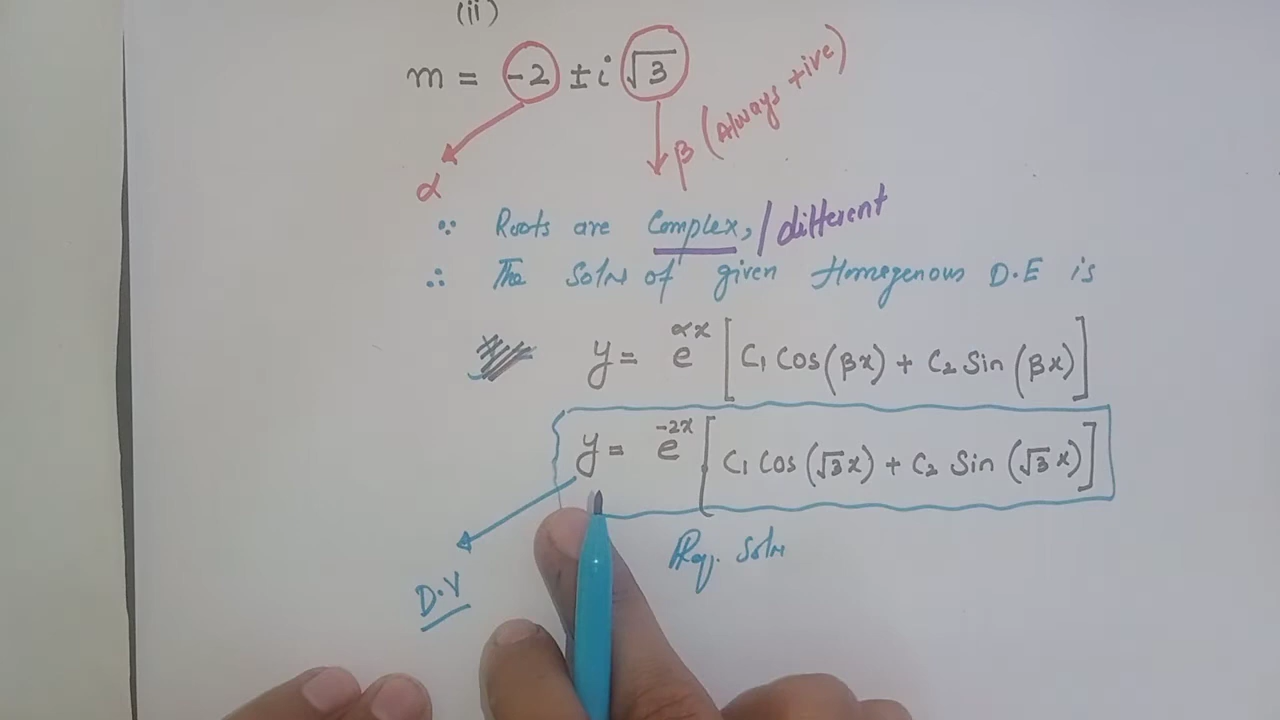 (ii)
m = -2 ± i √3
α
β (Always +ive)
∵ Roots are Complex, / different
∴ The Soln of given Homogenous D.E is
y = e^αx [C₁ Cos(βx) + C₂ Sin (βx)]
y = e^-2x [C₁ Cos (√3x) + C₂ Sin (√3x)]
Req. Soln
D.V